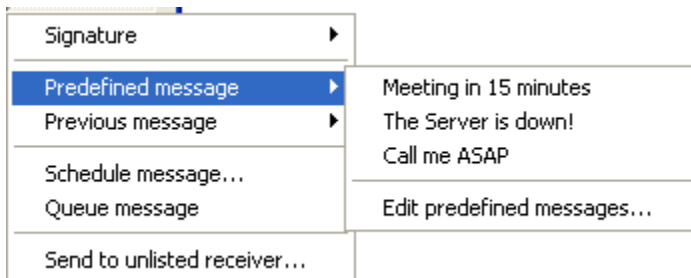 Signature
Predefined message
Previous message
Schedule message...
Queue message
Send to unlisted receiver...
Meeting in 15 minutes
The Server is down!
Call me ASAP
Edit predefined messages...